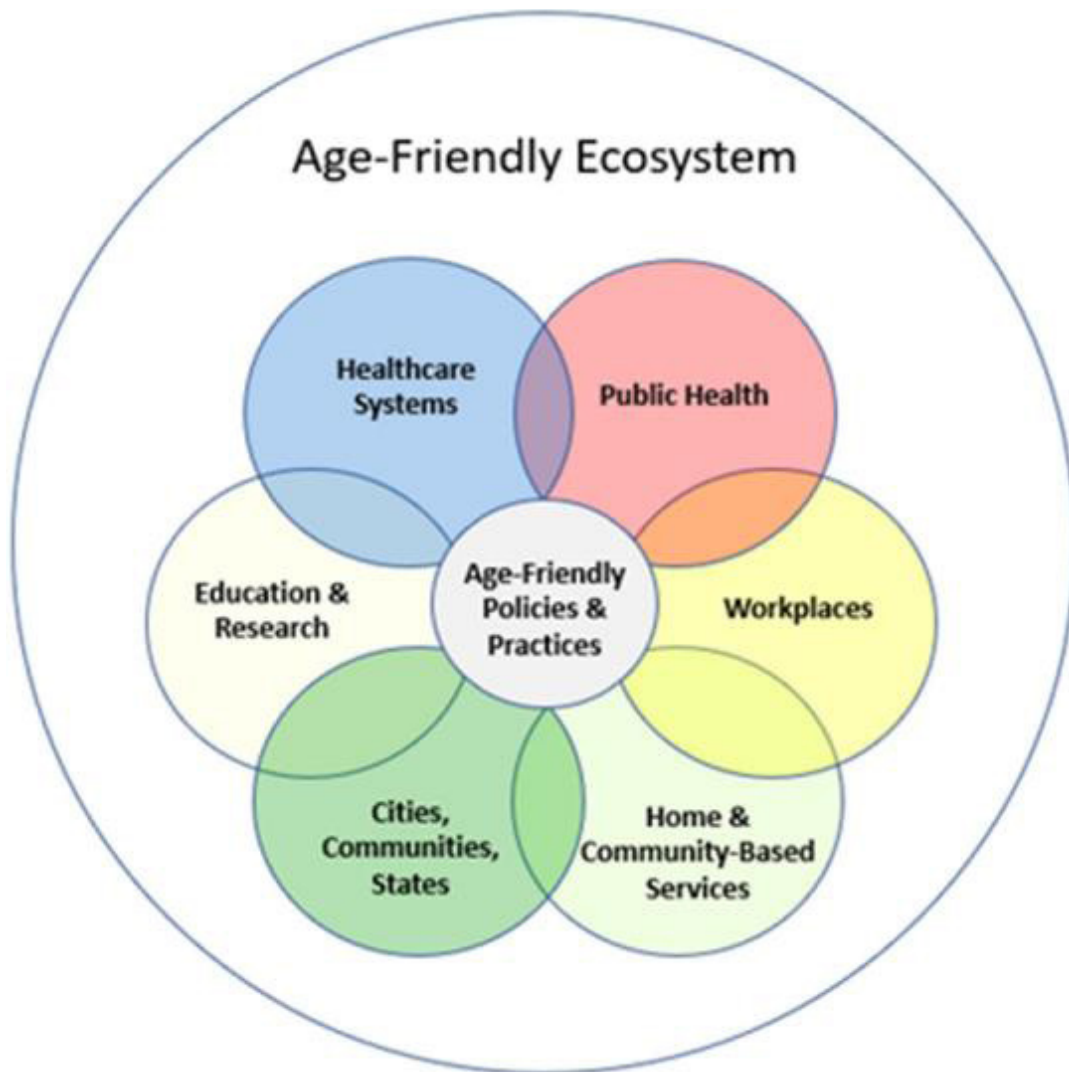 Age-Friendly Ecosystem
Healthcare
Systems
Public Health
Education &
Research
Age-Friendly
Policies &
Practices
Workplaces
Cities,
Communities,
States
Home &
Community-Based
Services